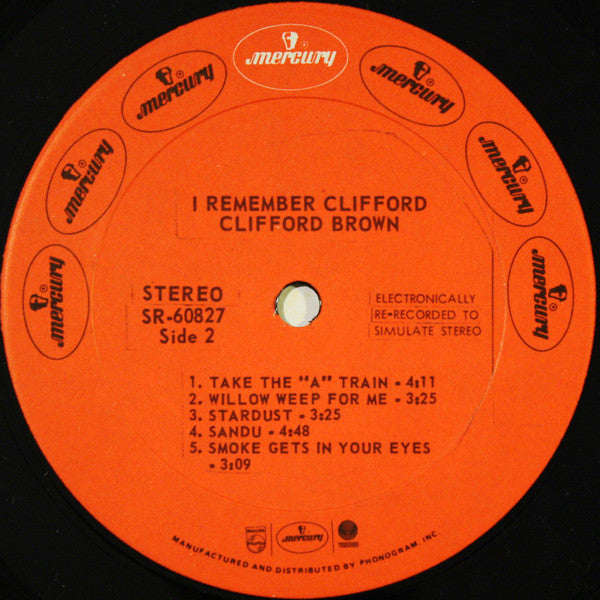 mercury
mercury
mercury
mercury
mercury
mercury
mercury
I REMEMBER CLIFFORD
CLIFFORD BROWN
STEREO
SR-60827
Side 2
ELECTRONICALLY
RE-RECORDED TO
SIMULATE STEREO
1. TAKE THE "A" TRAIN - 4:11
2. WILLOW WEEP FOR ME - 3:25
3. STARDUST - 3:25
4. SANDU - 4:48
5. SMOKE GETS IN YOUR EYES
- 3:09
PHILIPS
mercury
MANUFACTURED AND DISTRIBUTED BY PHONOGRAM, INC.